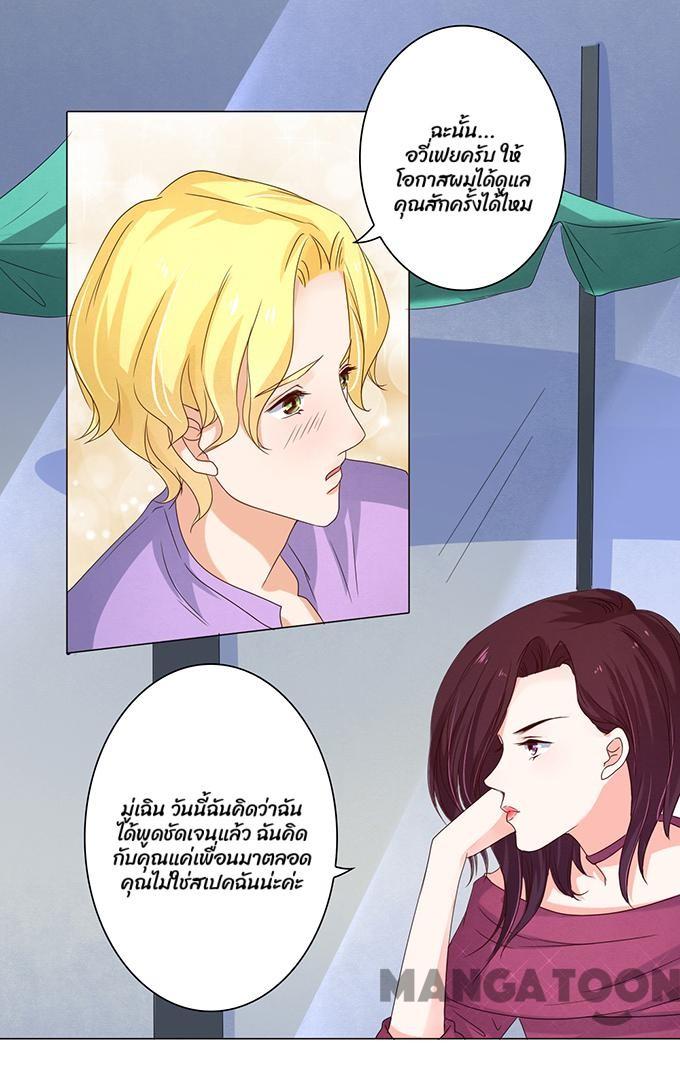 ฉะนั้น...
อวี่เฟยครับ ให้
โอกาสผมได้ดูแล
คุณสักครั้งได้ไหม
มู่เฉิน วันนี้ฉันคิดว่าฉัน
ได้พูดชัดเจนแล้ว ฉันคิด
กับคุณแค่เพื่อนมาตลอด
คุณไม่ใช่สเปคฉันน่ะค่ะ
MANGATOON